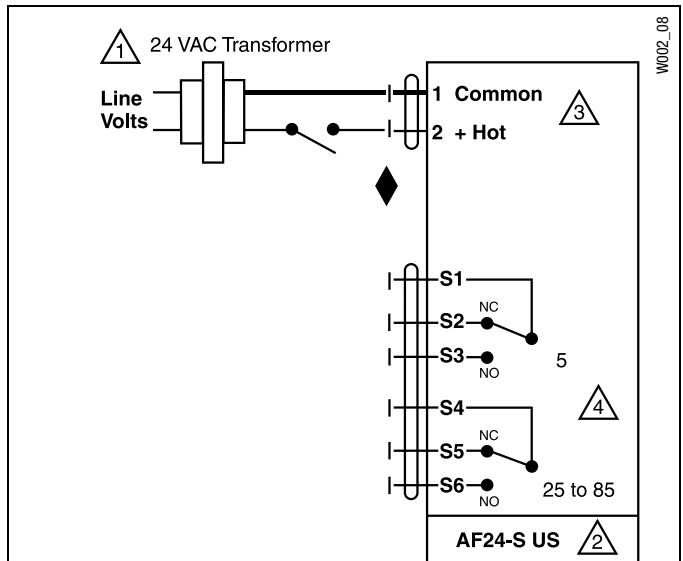 W002_08
1 24 VAC Transformer
Line
Volts
1 Common
3
2 + Hot
S1
NC
S2
S3
NO
5
4
S4
NC
S5
S6
NO
25 to 85
AF24-S US 2